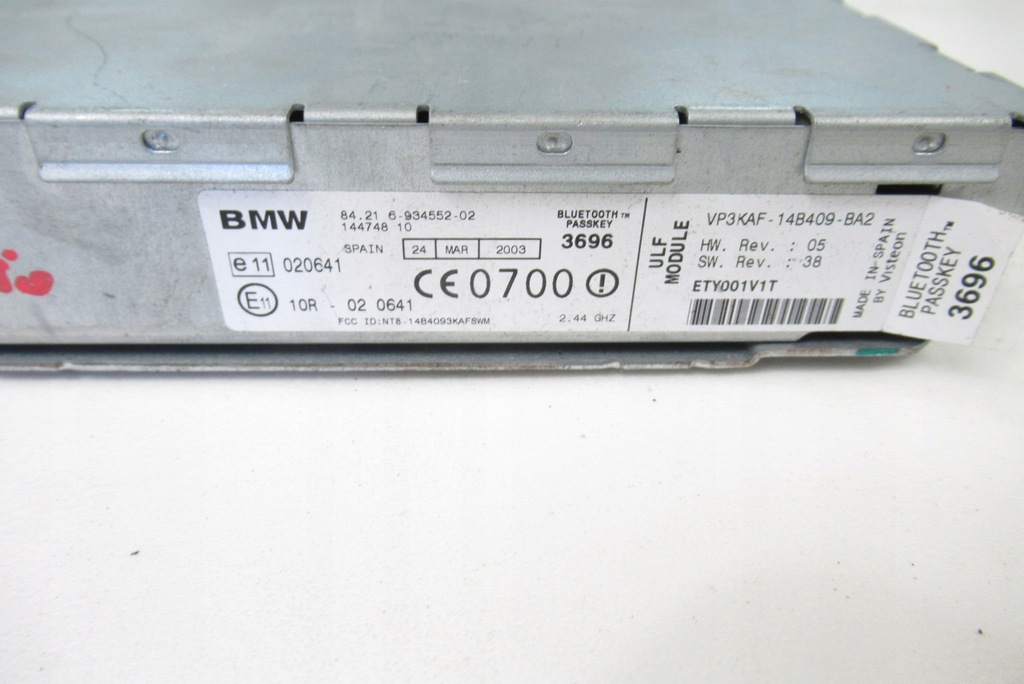 BMW
84.21 6-934552-02
144748 10
BLUETOOTH™
PASSKEY
3696
SPAIN 24 MAR 2003
e11 020641
CE0700
E11 10R - 02 0641
FCC ID:NT8-14B4093KAFSWM 2.44 GHZ
ULF
MODULE
VP3KAF-14B409-BA2
HW. Rev. : 05
SW. Rev. : 38
ETY001V1T
MADE IN SPAIN
BY Visteon
BLUETOOTH™
PASSKEY
3696